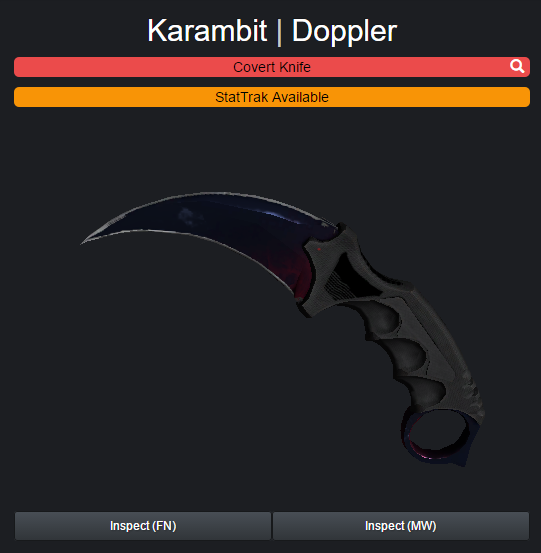 Karambit | Doppler
Covert Knife
StatTrak Available
Inspect (FN)
Inspect (MW)